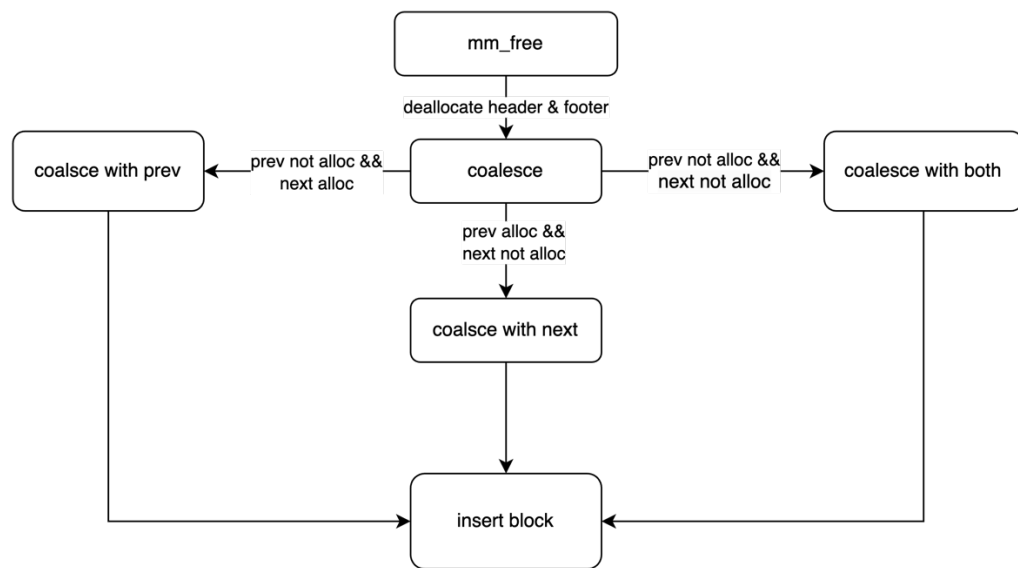 mm_free
deallocate header & footer
coalsce with prev
prev not alloc &&
next alloc
coalesce
prev not alloc &&
next not alloc
coalesce with both
prev alloc &&
next not alloc
coalsce with next
insert block